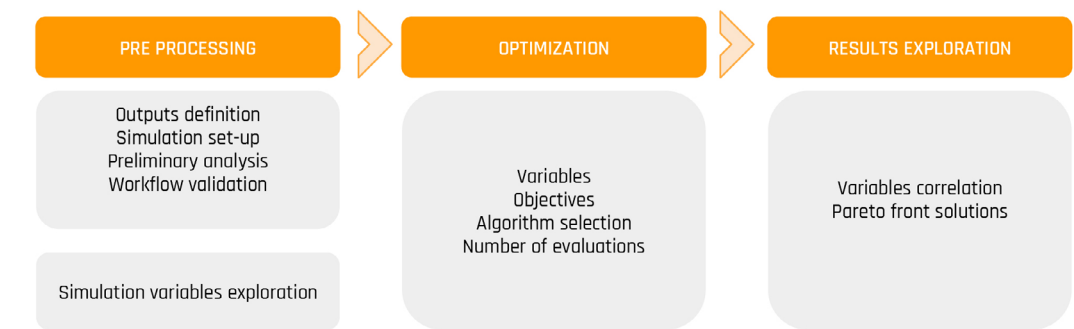 PRE PROCESSING
Outputs definition
Simulation set-up
Preliminary analysis
Workflow validation
Simulation variables exploration
OPTIMIZATION
Variables
Objectives
Algorithm selection
Number of evaluations
RESULTS EXPLORATION
Variables correlation
Pareto front solutions